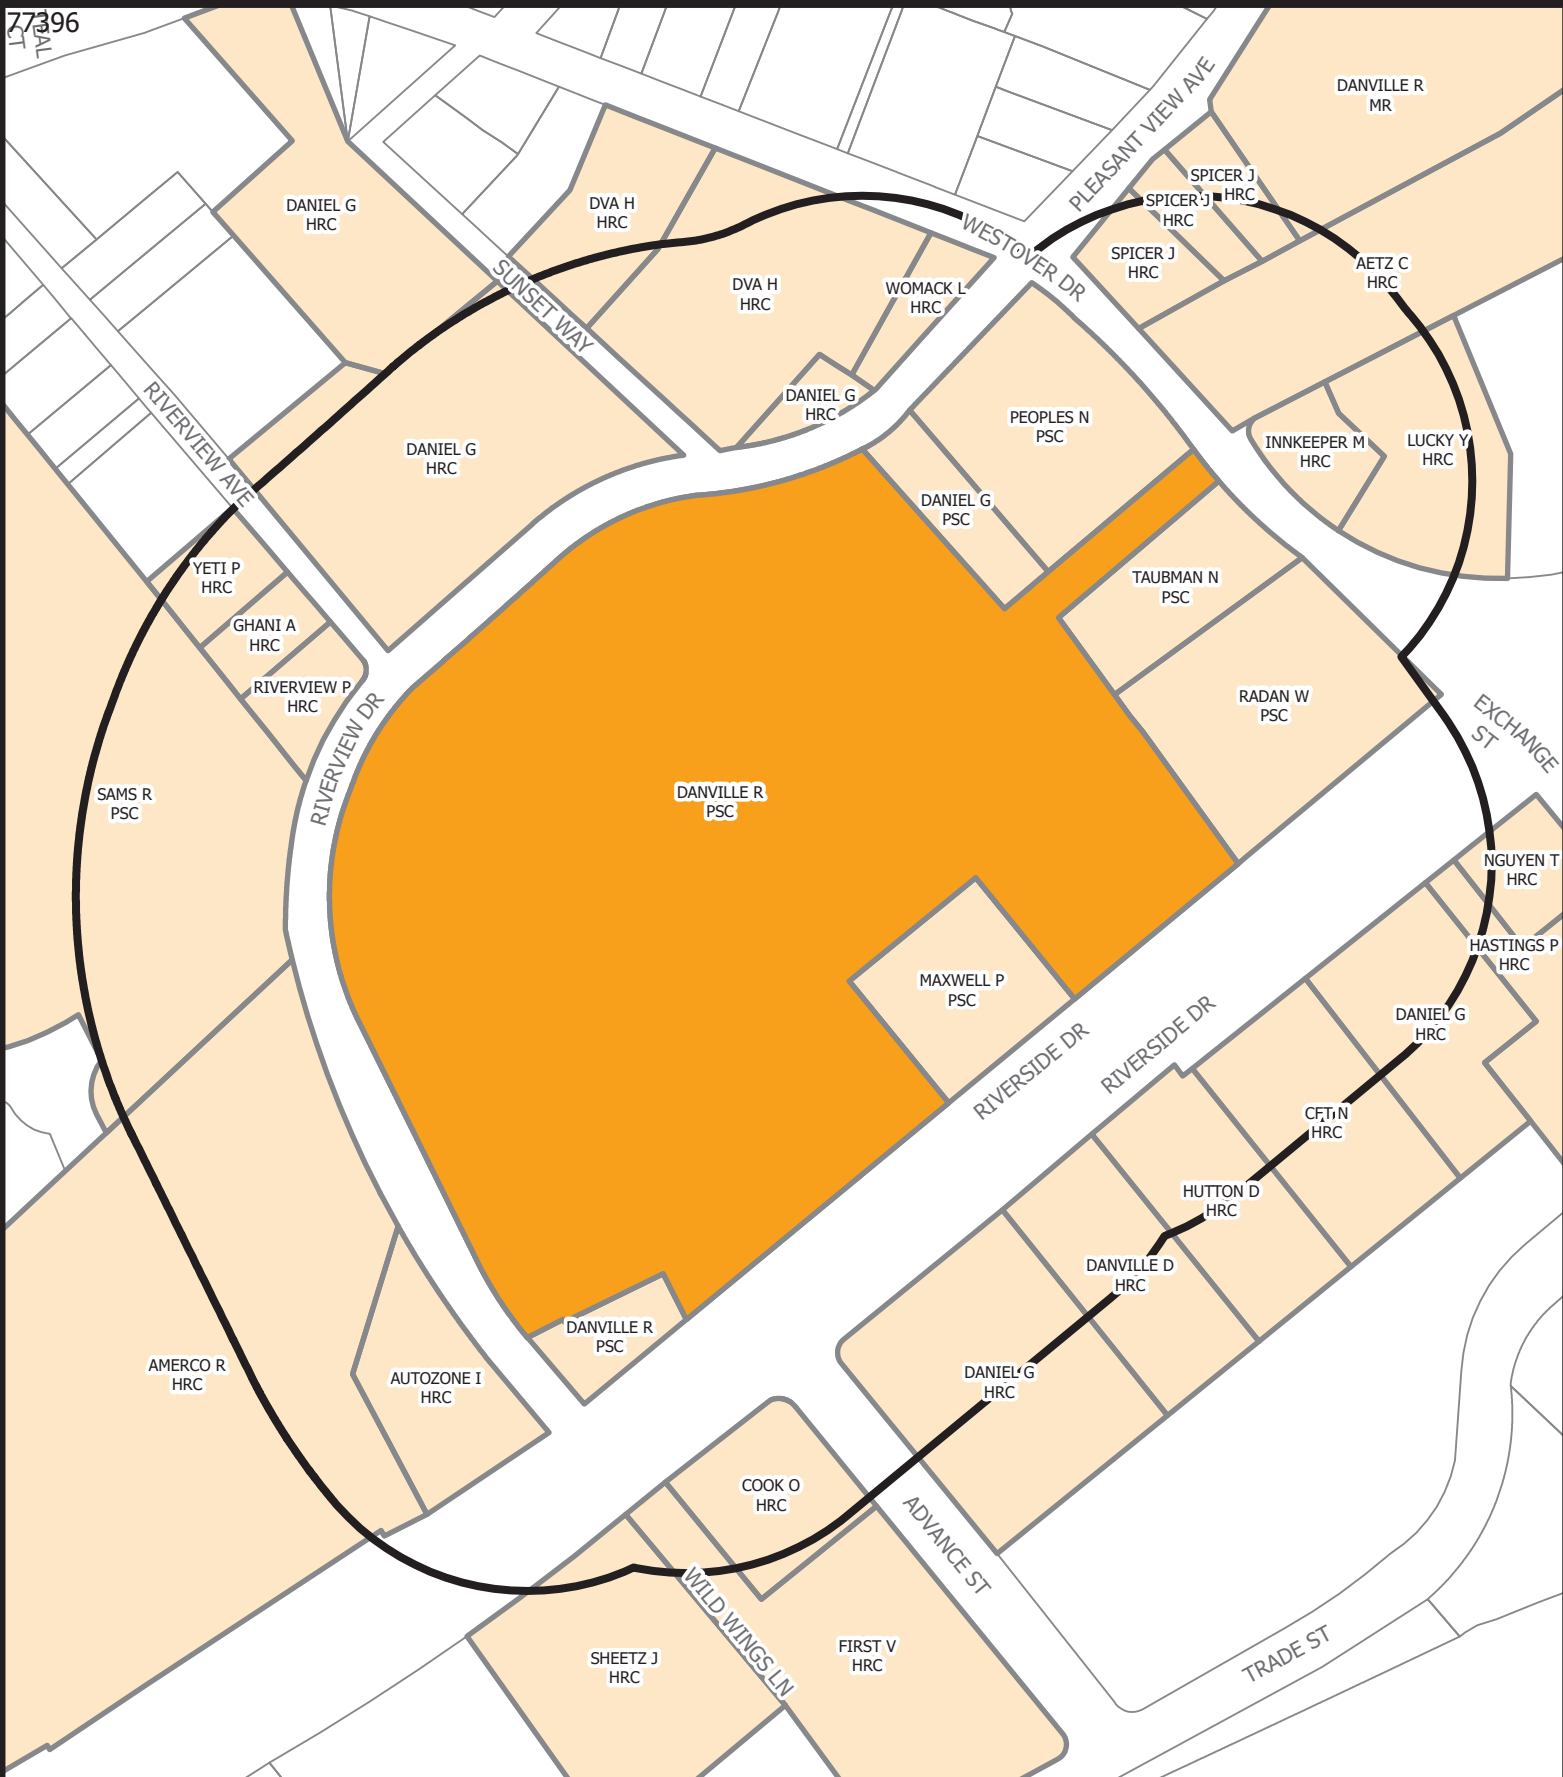 77396
CT
DANVILLE R
MR
PLEASANT VIEW AVE
DANIEL G
HRC
DVA H
HRC
SPICER J
HRC
SPICER J
HRC
SPICER J
HRC
WESTOVER DR
AETZ C
HRC
SUNSET WAY
DVA H
HRC
WOMACK L
HRC
RIVERVIEW AVE
DANIEL G
HRC
PEOPLES N
PSC
INNKEEPER M
HRC
LUCKY Y
HRC
DANIEL G
HRC
DANIEL G
PSC
YETI P
HRC
TAUBMAN N
PSC
GHANI A
HRC
RIVERVIEW P
HRC
RADAN W
PSC
EXCHANGE
ST
RIVERVIEW DR
SAMS R
PSC
DANVILLE R
PSC
NGUYEN T
HRC
HASTINGS P
HRC
MAXWELL P
PSC
DANIEL G
HRC
RIVERSIDE DR
RIVERSIDE DR
CFT N
HRC
HUTTON D
HRC
DANVILLE D
HRC
DANVILLE R
PSC
AMERCO R
HRC
AUTOZONE I
HRC
DANIEL G
HRC
COOK O
HRC
ADVANCE ST
WILD WINGS LN
SHEETZ J
HRC
FIRST V
HRC
TRADE ST